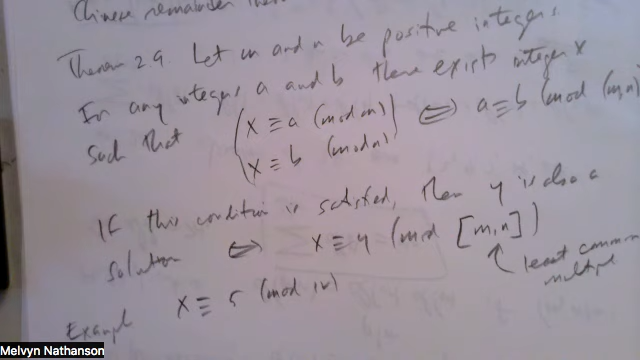 Chinese remainder
Theorem 2.9. Let m and n be positive integers.
For any integers a and b there exists integer x
such that
x ≡ a (mod m)
x ≡ b (mod n)
⇔ a ≡ b (mod (m,n)
If this condition is satisfied, then y is also a
solution ⇔ x ≡ y (mod [m,n])
least common
multiple
Example x ≡ 5 (mod
Melvyn Nathanson